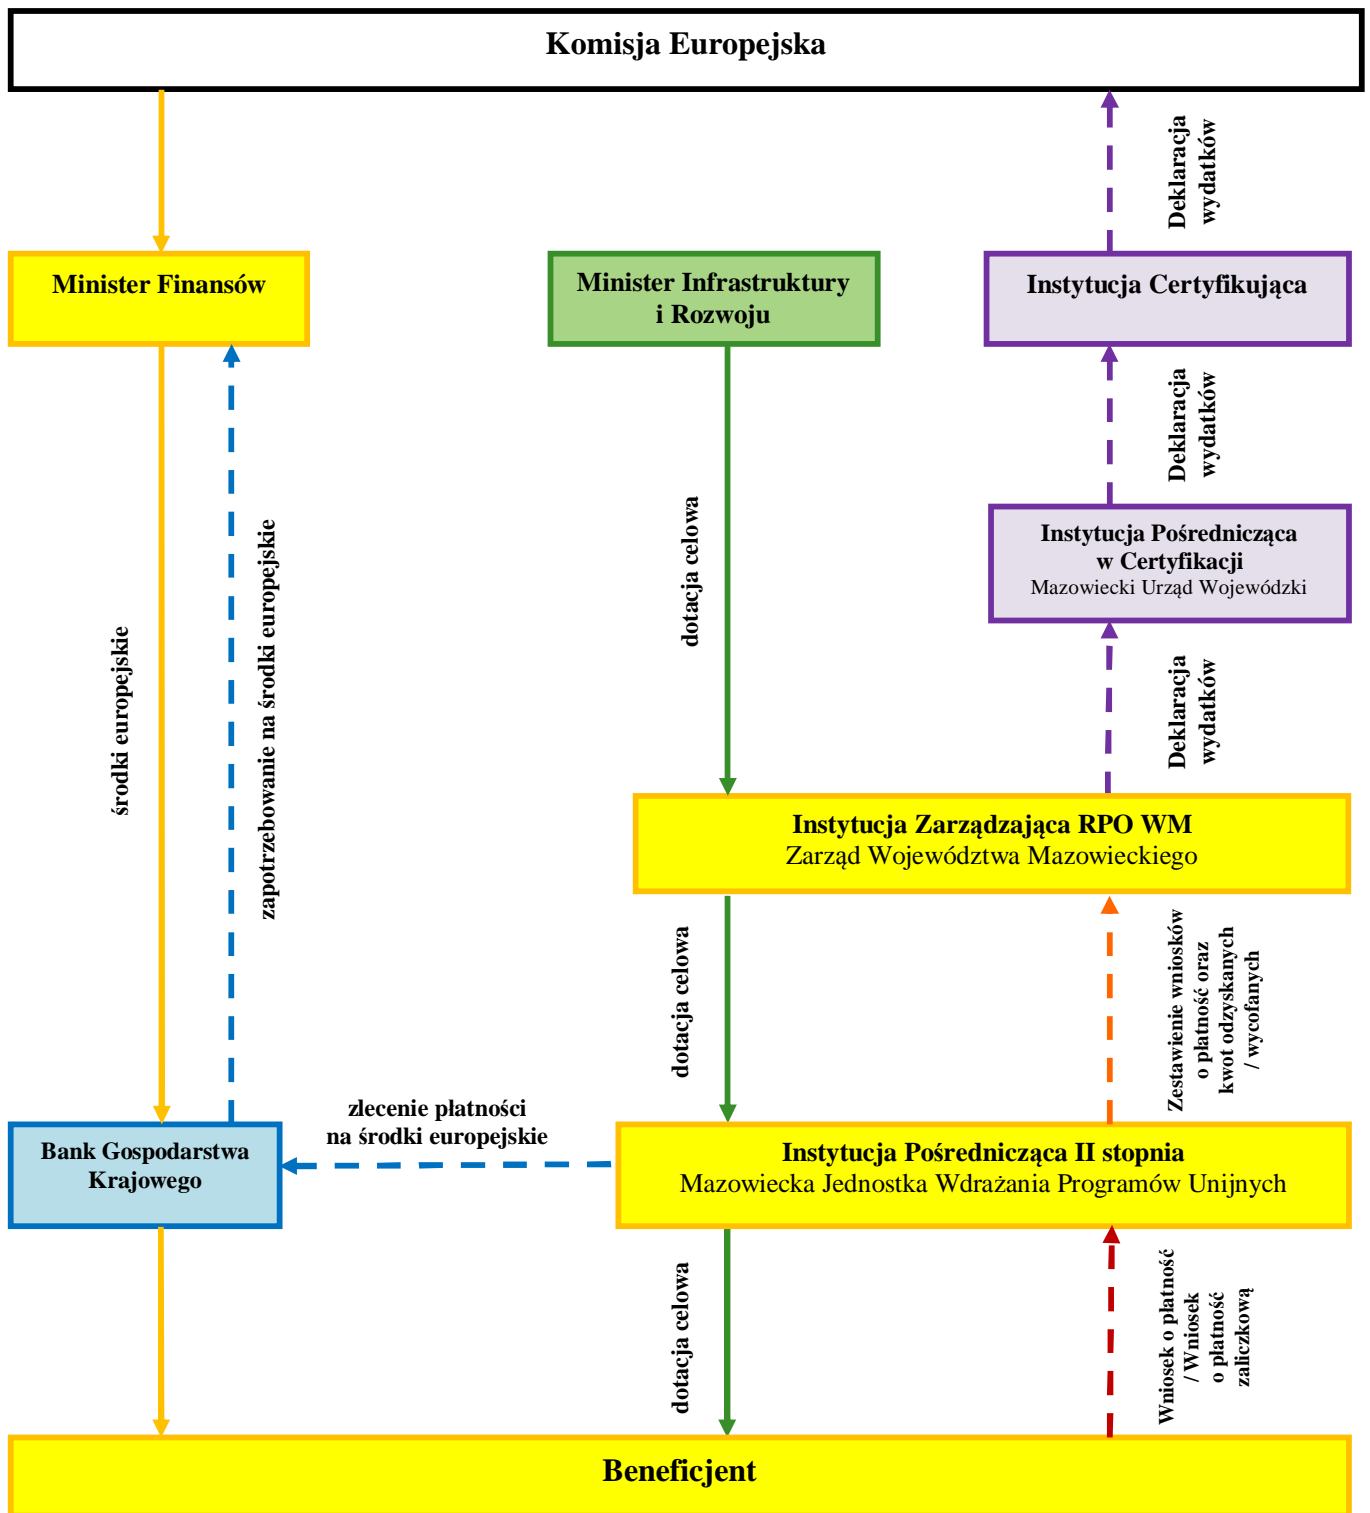 Komisja Europejska
Deklaracja
wydatków
Minister Finansów
Minister Infrastruktury
i Rozwoju
Instytucja Certyfikująca
Deklaracja
wydatków
Instytucja Pośrednicząca
w Certyfikacji
Mazowiecki Urząd Wojewódzki
środki europejskie
zapotrzebowanie na środki europejskie
dotacja celowa
Deklaracja
wydatków
Instytucja Zarządzająca RPO WM
Zarząd Województwa Mazowieckiego
dotacja celowa
Zestawienie wniosków
o płatność oraz
kwot odzyskanych
/ wycofanych
zlecenie płatności
na środki europejskie
Bank Gospodarstwa
Krajowego
Instytucja Pośrednicząca II stopnia
Mazowiecka Jednostka Wdrażania Programów Unijnych
dotacja celowa
Wniosek o płatność
/ Wniosek
o płatność
zaliczkową
Beneficjent